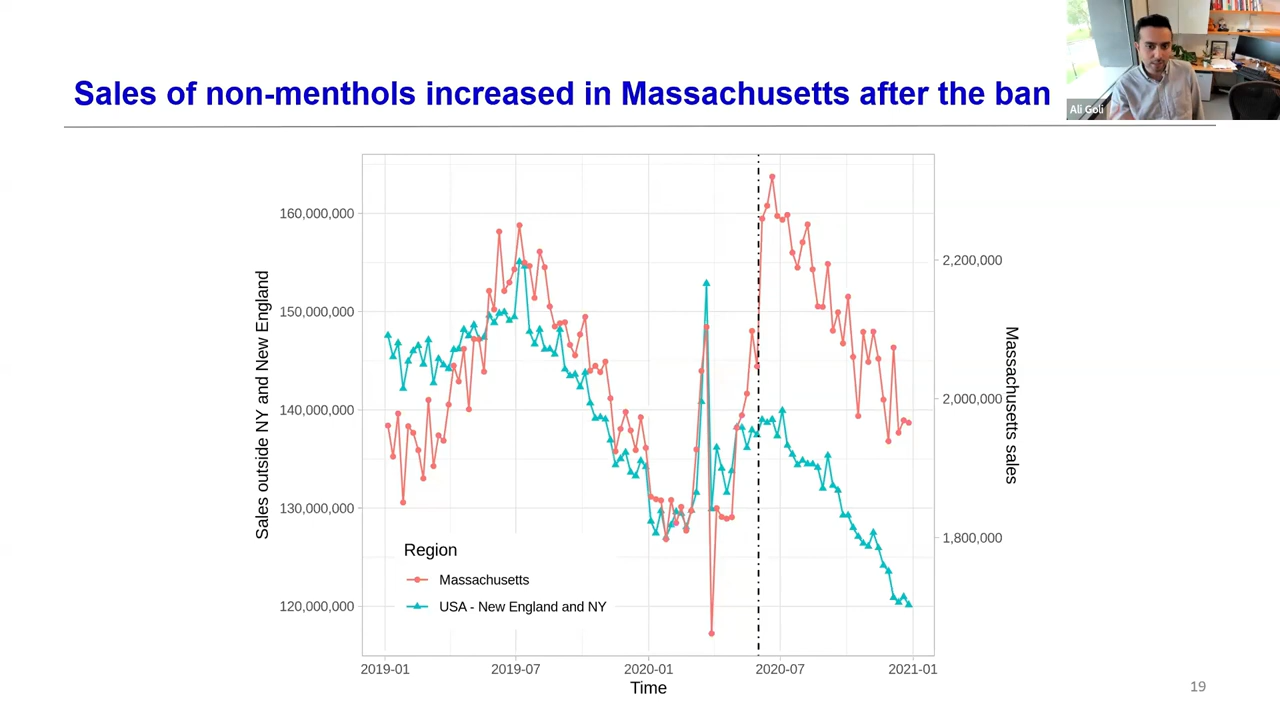 Sales of non-menthols increased in Massachusetts after the ban
Ali Goli
160,000,000
150,000,000
140,000,000
130,000,000
120,000,000
Sales outside NY and New England
2,200,000
2,000,000
1,800,000
Massachusetts sales
Region
Massachusetts
USA - New England and NY
2019-01
2019-07
2020-01
2020-07
2021-01
Time
19